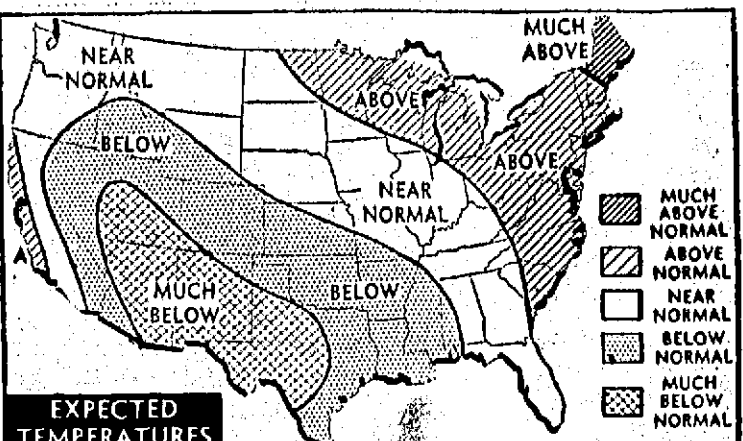 MUCH
ABOVE
NEAR
NORMAL
ABOVE
BELOW
ABOVE
NEAR
NORMAL
MUCH
BELOW
BELOW
A
MUCH
ABOVE
NORMAL
ABOVE
NORMAL
NEAR
NORMAL
BELOW
NORMAL
MUCH
BELOW
NORMAL
EXPECTED
TEMPERATURES